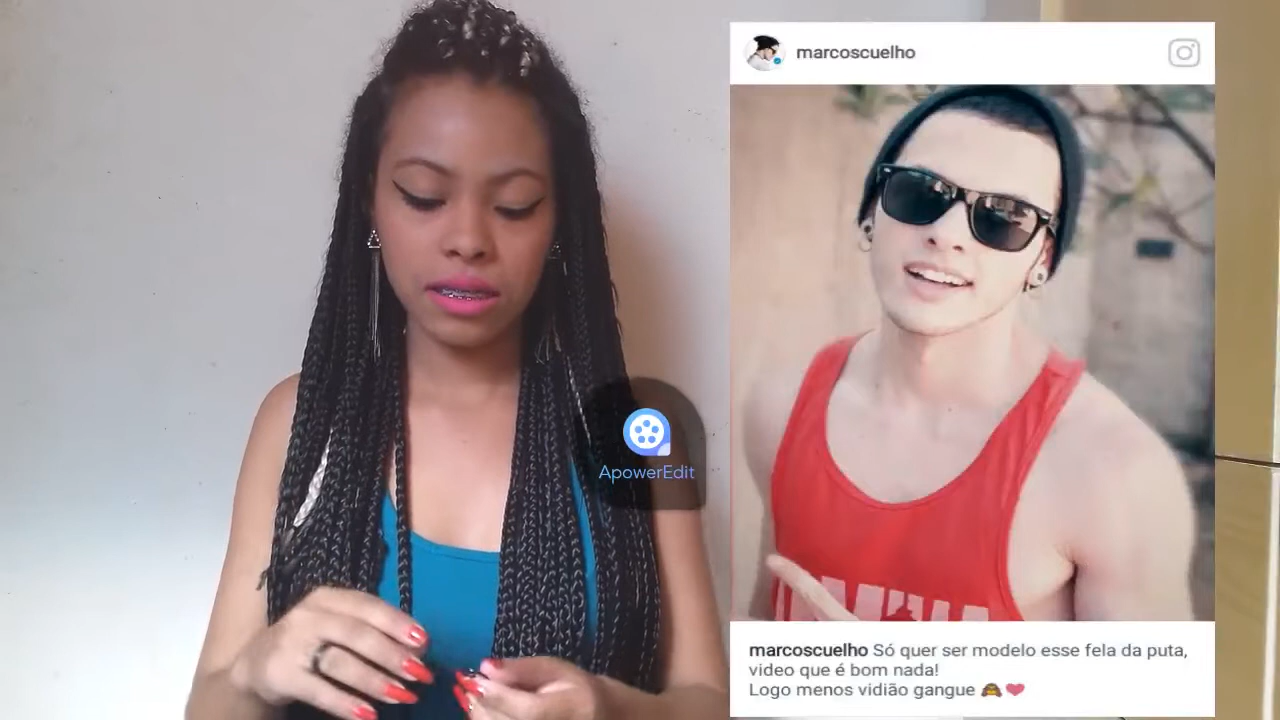 marcoscuelho
ApowerEdit
marcoscuelho Só quer ser modelo esse fela da puta,
video que é bom nada!
Logo menos vidião gangue 🙈❤